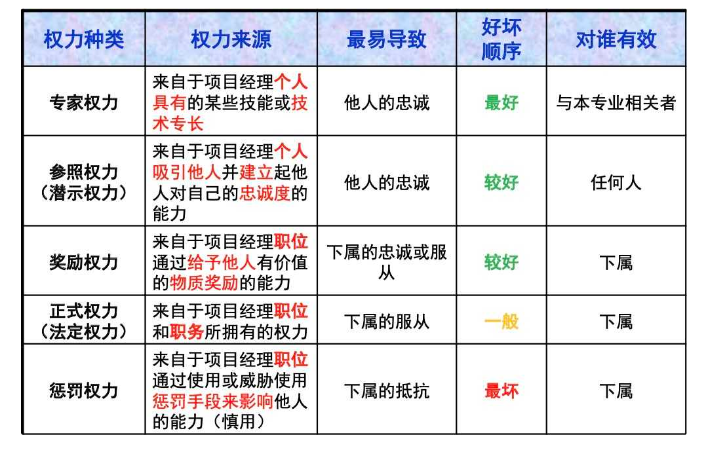 权力种类
权力来源
最易导致
好坏
顺序
对谁有效
专家权力
来自于项目经理个人
具有的某些技能或技
术专长
他人的忠诚
最好
与本专业相关者
参照权力
（潜示权力）
来自于项目经理个人
吸引他人并建立起他
人对自己的忠诚度的
能力
他人的忠诚
较好
任何人
奖励权力
来自于项目经理职位
通过给予他人有价值
的物质奖励的能力
下属的忠诚或服
从
较好
下属
正式权力
（法定权力）
来自于项目经理职位
和职务所拥有的权力
下属的服从
一般
下属
惩罚权力
来自于项目经理职位
通过使用或威胁使用
惩罚手段来影响他人
的能力（慎用）
下属的抵抗
最坏
下属